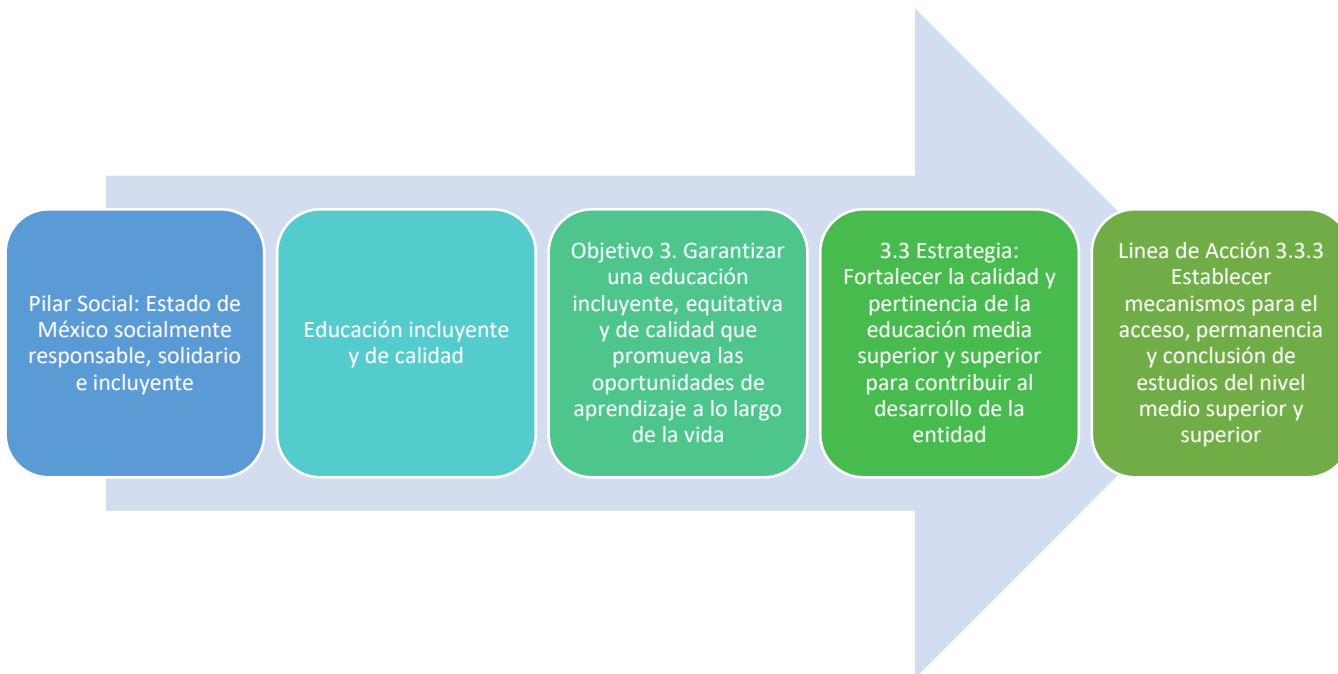 Pilar Social: Estado de
México socialmente
responsable, solidario
e incluyente
Educación incluyente
y de calidad
Objetivo 3. Garantizar
una educación
incluyente, equitativa
y de calidad que
promueva las
oportunidades de
aprendizaje a lo largo
de la vida
3.3 Estrategia:
Fortalecer la calidad y
pertinencia de la
educación media
superior y superior
para contribuir al
desarrollo de la
entidad
Linea de Acción 3.3.3
Establecer
mecanismos para el
acceso, permanencia
y conclusión de
estudios del nivel
medio superior y
superior